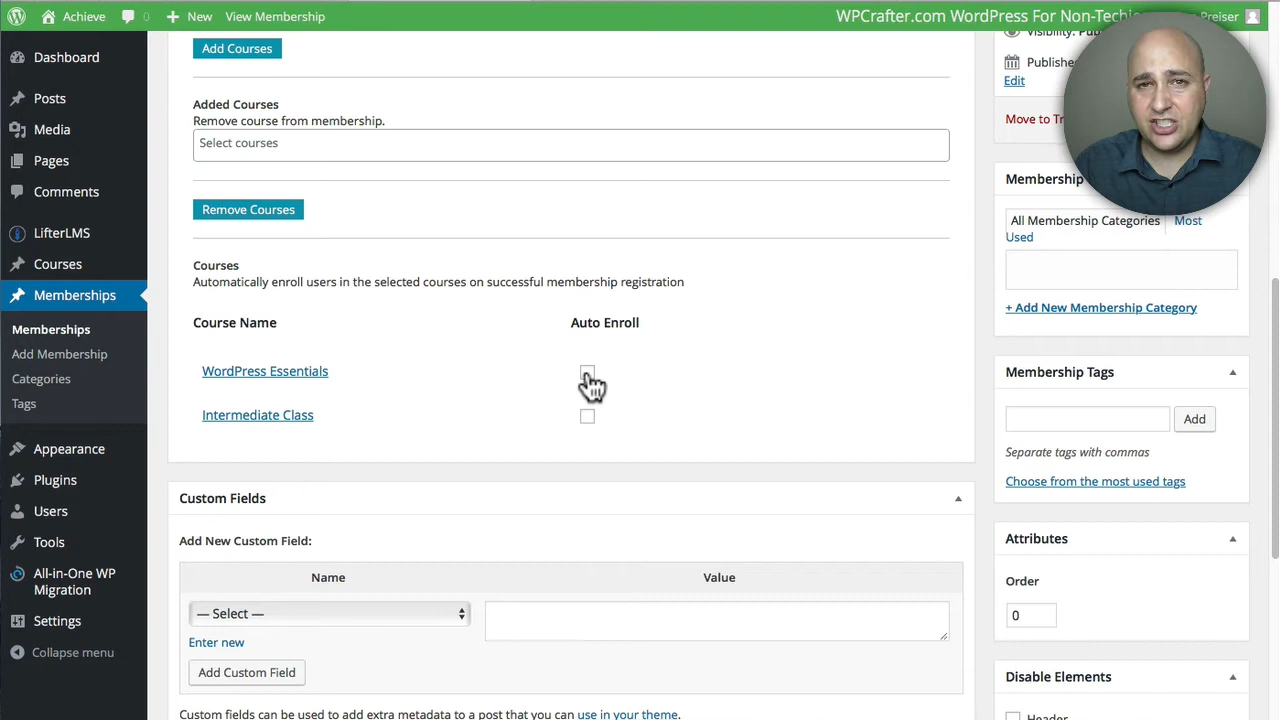 Achieve
0
New
View Membership
WPCrafter.com WordPress For Non-Techi
Preiser
Dashboard
Posts
Media
Pages
Comments
LifterLMS
Courses
Memberships
Memberships
Add Membership
Categories
Tags
Appearance
Plugins
Users
Tools
All-in-One WP
Migration
Settings
Collapse menu
Add Courses
Added Courses
Remove course from membership.
Select courses
Remove Courses
Courses
Automatically enroll users in the selected courses on successful membership registration
Course Name
Auto Enroll
WordPress Essentials
Intermediate Class
Custom Fields
Add New Custom Field:
Name
Value
— Select —
Enter new
Add Custom Field
Custom fields can be used to add extra metadata to a post that you can use in your theme.
Visibility:
Published
Edit
Move to Tr
Membership
All Membership Categories
Most
Used
+ Add New Membership Category
Membership Tags
Add
Separate tags with commas
Choose from the most used tags
Attributes
Order
0
Disable Elements
Header